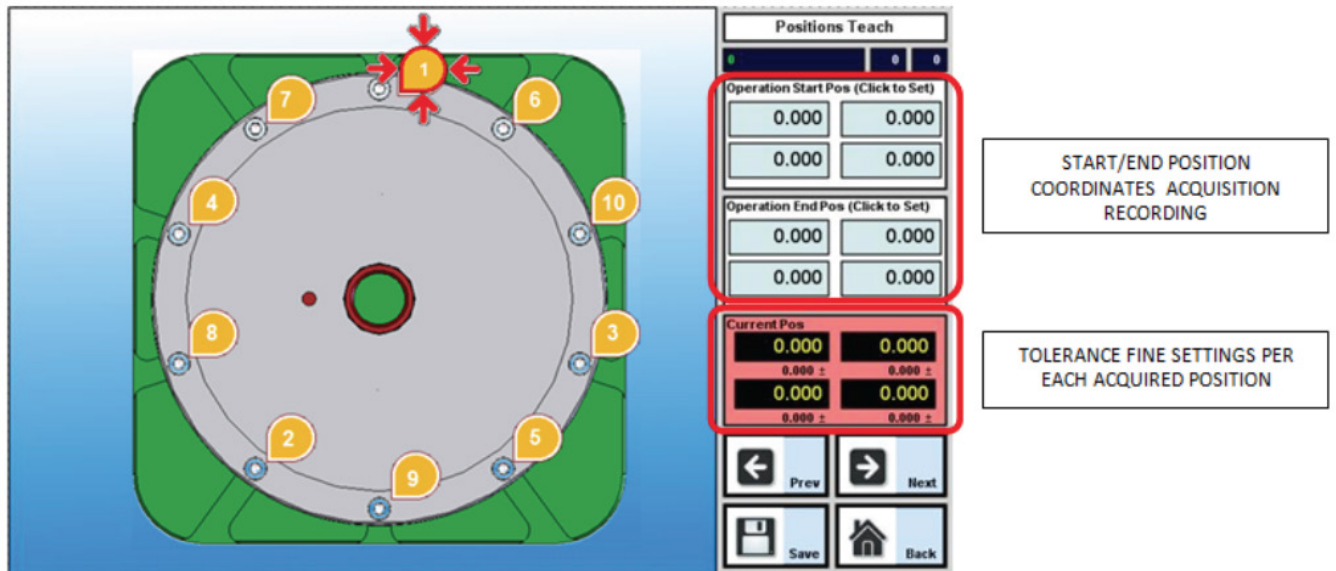 1
7
6
4
10
8
3
2
5
9
Positions Teach
0 0 0
Operation Start Pos (Click to Set)
0.000 0.000
0.000 0.000
Operation End Pos (Click to Set)
0.000 0.000
0.000 0.000
Current Pos
0.000 0.000
0.000 ± 0.000 ±
0.000 0.000
0.000 ± 0.000 ±
Prev Next
Save Back
START/END POSITION
COORDINATES ACQUISITION
RECORDING
TOLERANCE FINE SETTINGS PER
EACH ACQUIRED POSITION